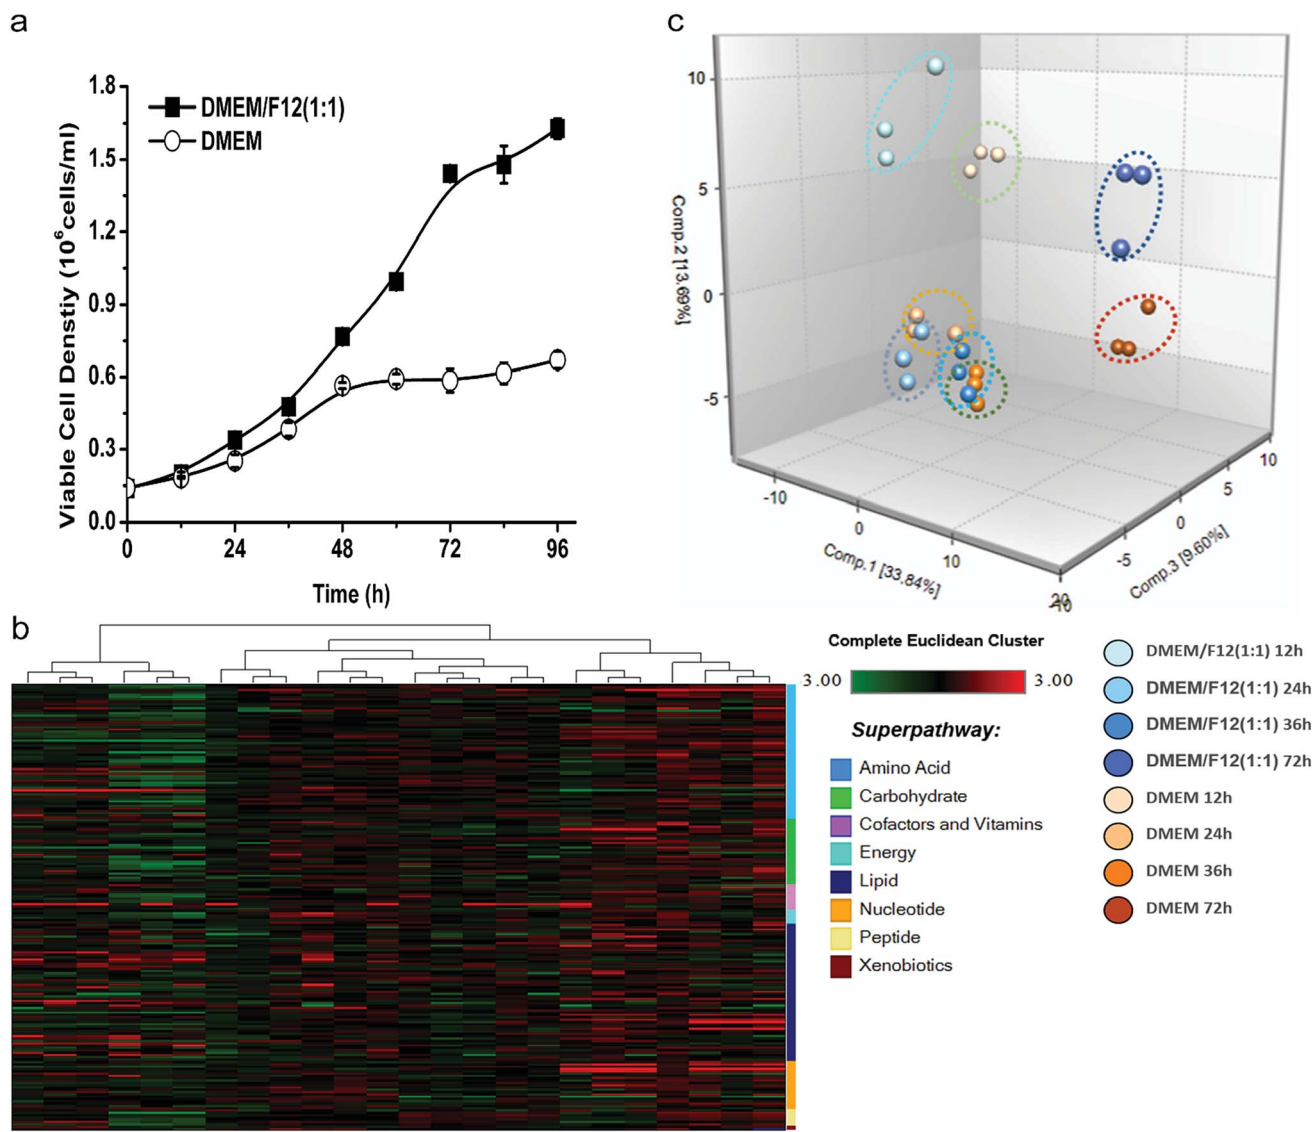 a
Viable Cell Denstiy (10⁶cells/ml)
1.8
1.5
1.2
0.9
0.6
0.3
0.0
DMEM/F12(1:1)
DMEM
0 24 48 72 96
Time (h)
c
Comp.2 [13.69%]
10
5
0
-5
-10 0 10
Comp.1 [33.84%]
-5 0 5 10
Comp.3 [9.60%]
b
Complete Euclidean Cluster
3.00 3.00
Superpathway:
Amino Acid
Carbohydrate
Cofactors and Vitamins
Energy
Lipid
Nucleotide
Peptide
Xenobiotics
DMEM/F12(1:1) 12h
DMEM/F12(1:1) 24h
DMEM/F12(1:1) 36h
DMEM/F12(1:1) 72h
DMEM 12h
DMEM 24h
DMEM 36h
DMEM 72h